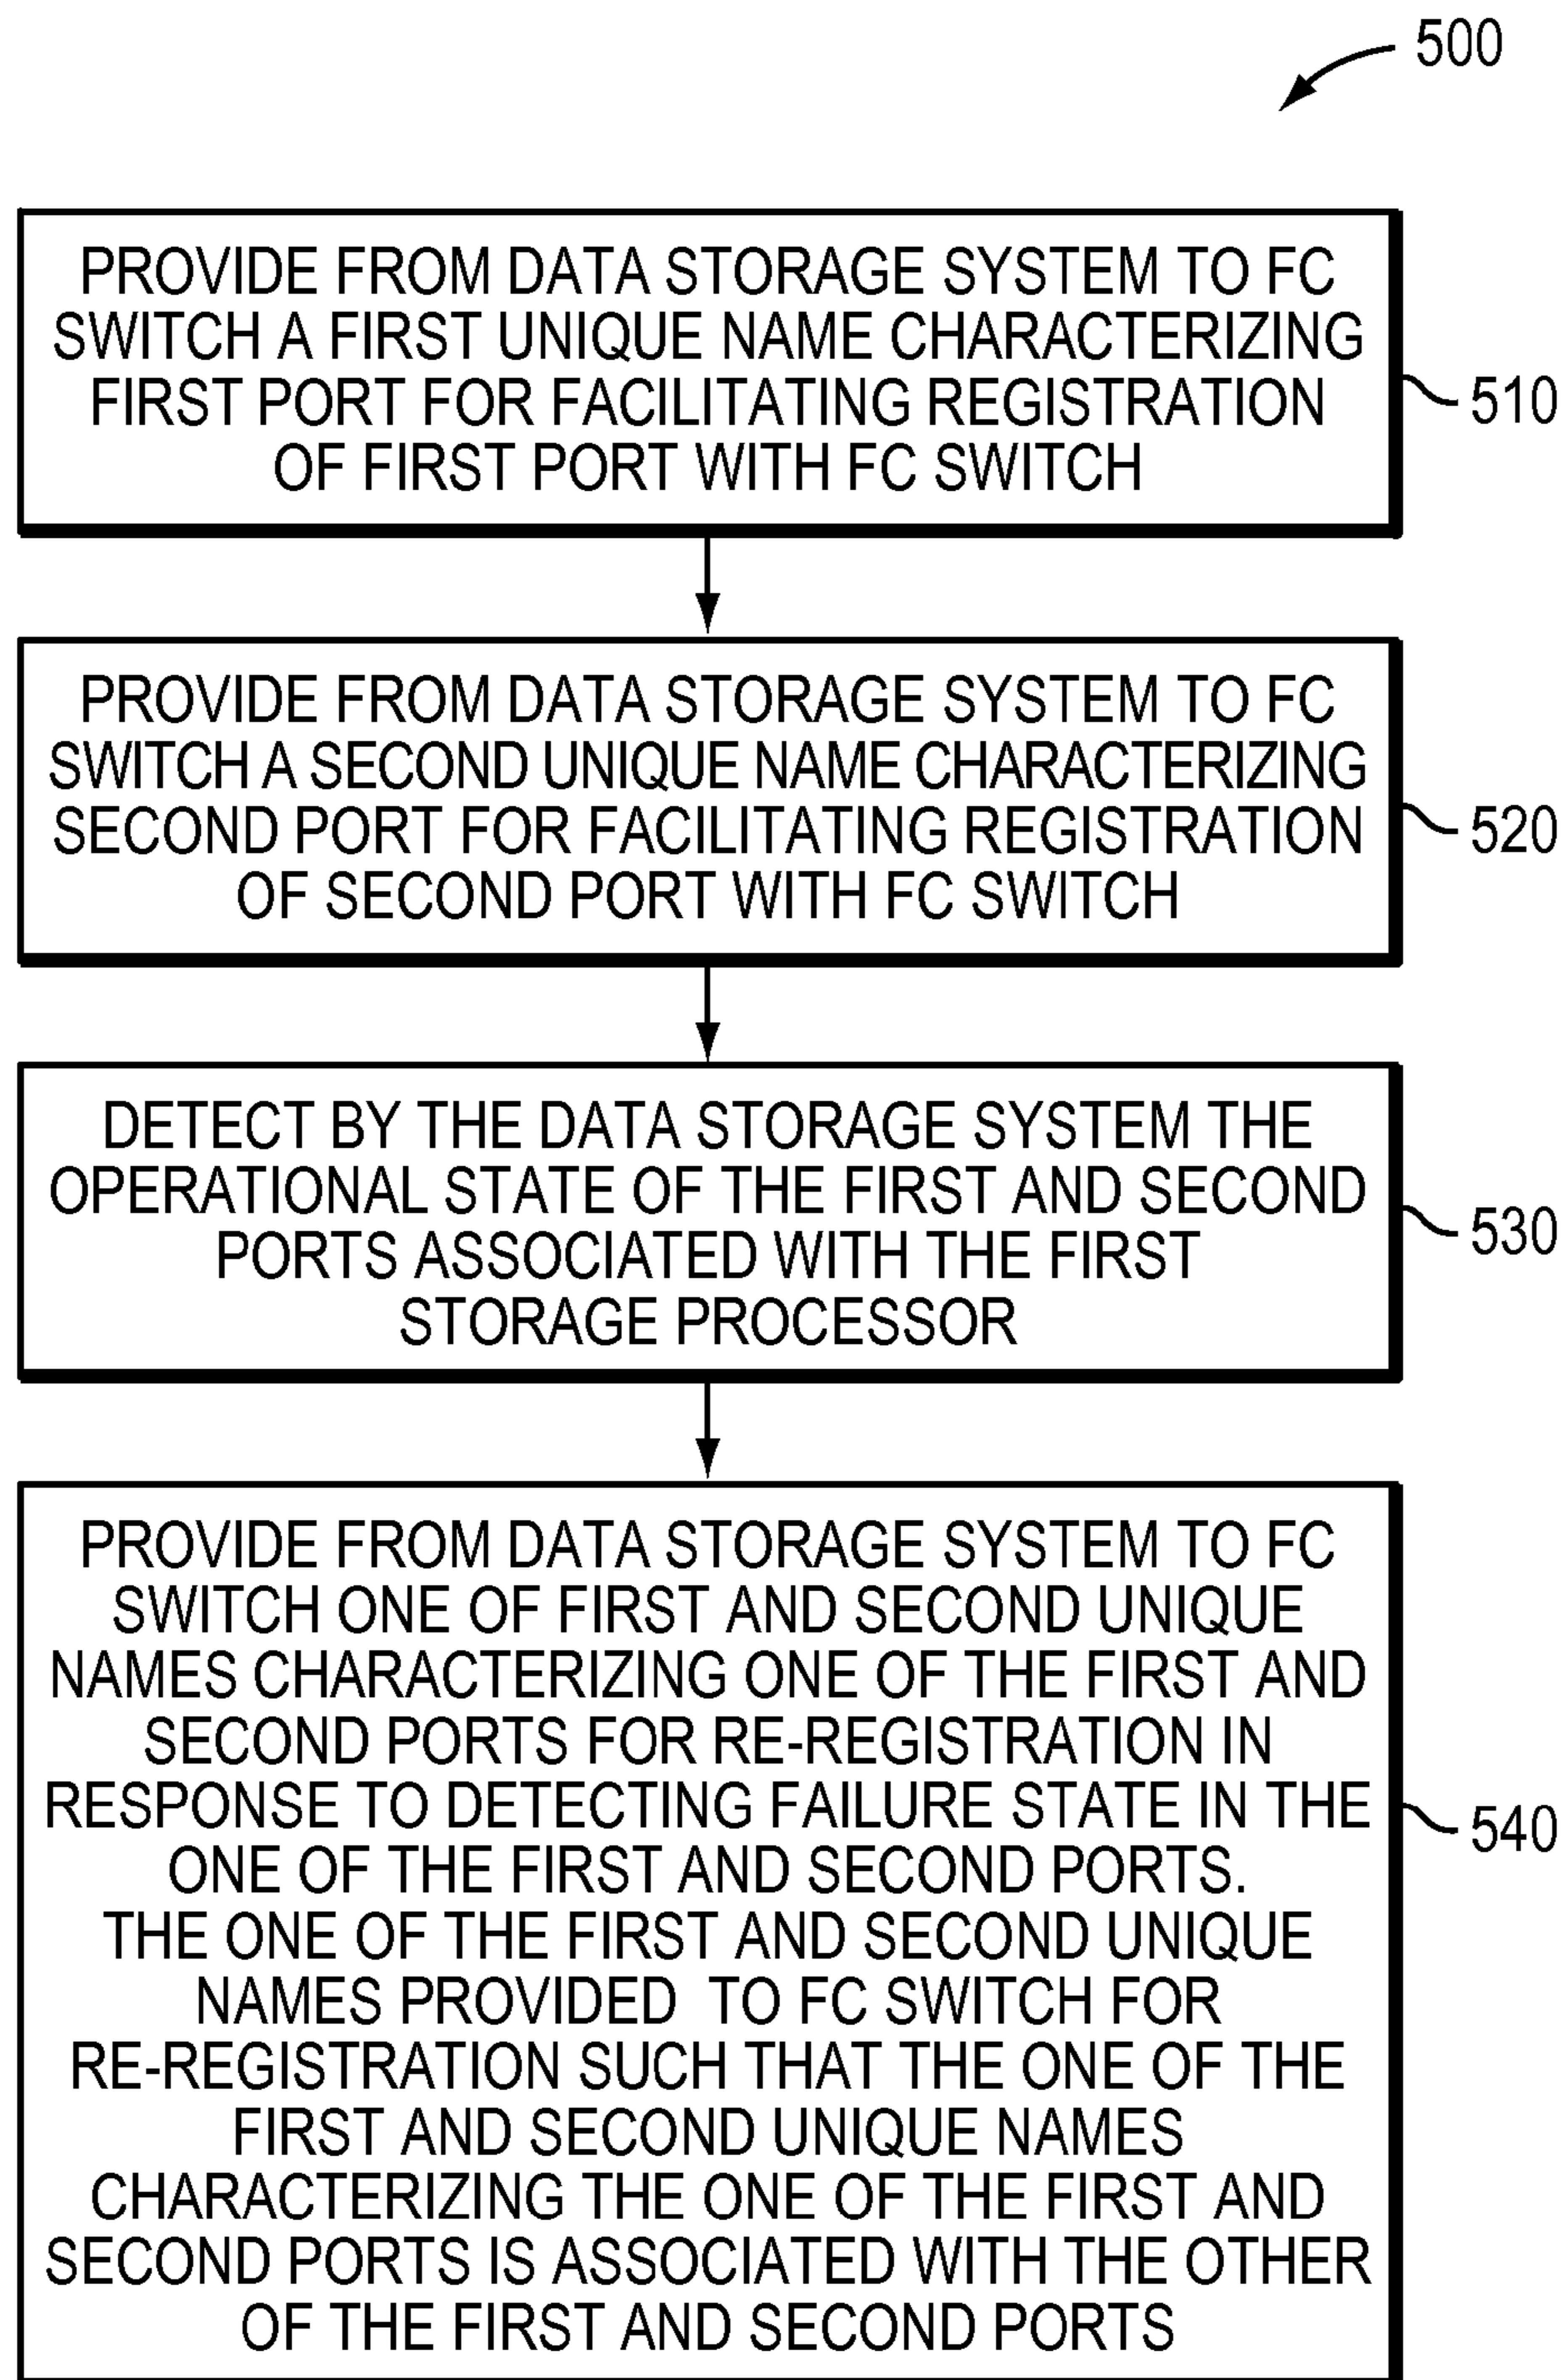 500
PROVIDE FROM DATA STORAGE SYSTEM TO FC
SWITCH A FIRST UNIQUE NAME CHARACTERIZING
FIRST PORT FOR FACILITATING REGISTRATION
OF FIRST PORT WITH FC SWITCH
510
PROVIDE FROM DATA STORAGE SYSTEM TO FC
SWITCH A SECOND UNIQUE NAME CHARACTERIZING
SECOND PORT FOR FACILITATING REGISTRATION
OF SECOND PORT WITH FC SWITCH
520
DETECT BY THE DATA STORAGE SYSTEM THE
OPERATIONAL STATE OF THE FIRST AND SECOND
PORTS ASSOCIATED WITH THE FIRST
STORAGE PROCESSOR
530
PROVIDE FROM DATA STORAGE SYSTEM TO FC
SWITCH ONE OF FIRST AND SECOND UNIQUE
NAMES CHARACTERIZING ONE OF THE FIRST AND
SECOND PORTS FOR RE-REGISTRATION IN
RESPONSE TO DETECTING FAILURE STATE IN THE
ONE OF THE FIRST AND SECOND PORTS.
THE ONE OF THE FIRST AND SECOND UNIQUE
NAMES PROVIDED TO FC SWITCH FOR
RE-REGISTRATION SUCH THAT THE ONE OF THE
FIRST AND SECOND UNIQUE NAMES
CHARACTERIZING THE ONE OF THE FIRST AND
SECOND PORTS IS ASSOCIATED WITH THE OTHER
OF THE FIRST AND SECOND PORTS
540